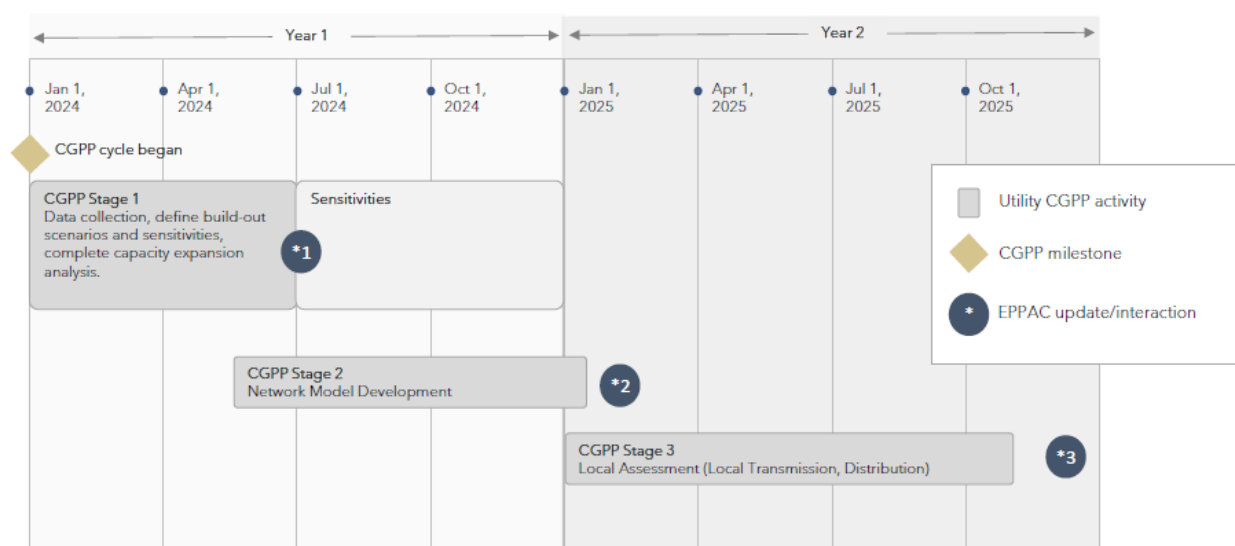 Year 1
Year 2
Jan 1,
2024
Apr 1,
2024
Jul 1,
2024
Oct 1,
2024
Jan 1,
2025
Apr 1,
2025
Jul 1,
2025
Oct 1,
2025
CGPP cycle began
CGPP Stage 1
Data collection, define build-out
scenarios and sensitivities,
complete capacity expansion
analysis.
*1
Sensitivities
Utility CGPP activity
CGPP milestone
*
EPPAC update/interaction
CGPP Stage 2
Network Model Development
*2
CGPP Stage 3
Local Assessment (Local Transmission, Distribution)
*3